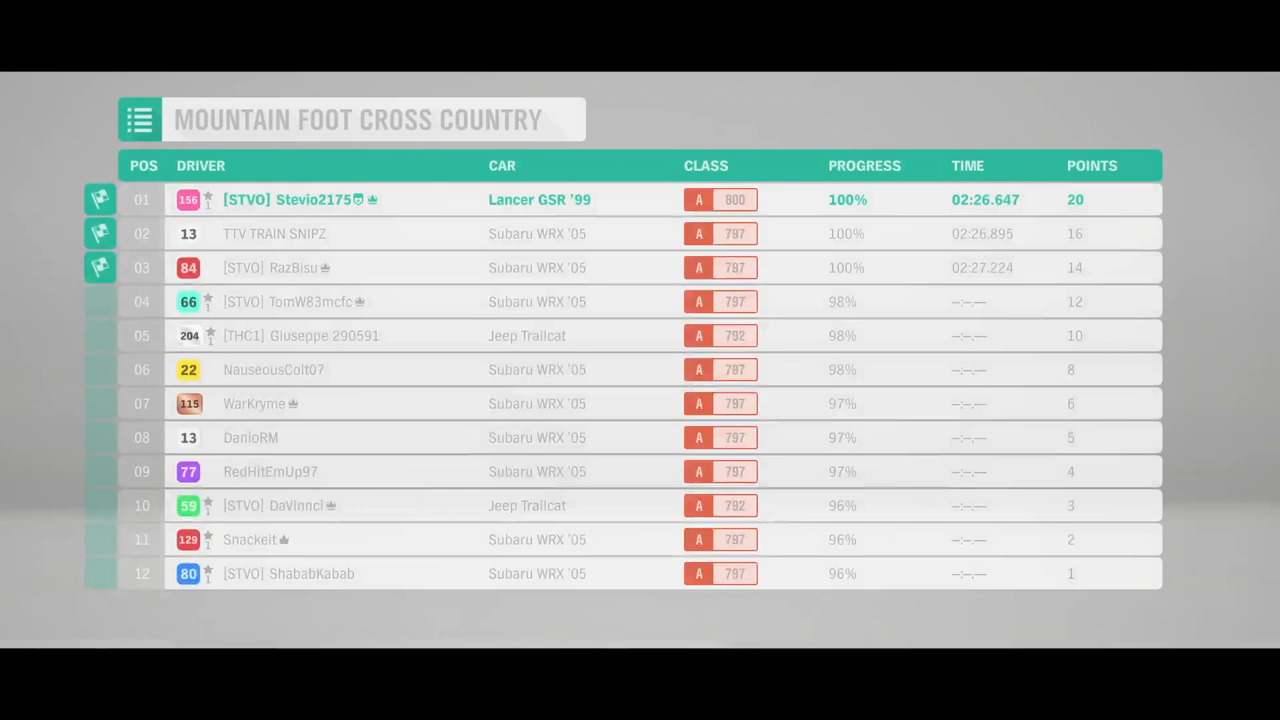 MOUNTAIN FOOT CROSS COUNTRY
POS DRIVER CAR CLASS PROGRESS TIME POINTS
01 156 1 [STVO] Stevio2175 Lancer GSR '99 A 800 100% 02:26.647 20
02 13 TTV TRAIN SNIPZ Subaru WRX '05 A 797 100% 02:26.895 16
03 84 [STVO] RazBisu Subaru WRX '05 A 797 100% 02:27.224 14
04 66 1 [STVO] TomW83mcfc Subaru WRX '05 A 797 98% --:--.--- 12
05 204 1 [THC1] Giuseppe 290591 Jeep Trailcat A 792 98% --:--.--- 10
06 22 NauseousColt07 Subaru WRX '05 A 797 98% --:--.--- 8
07 115 WarKryme Subaru WRX '05 A 797 97% --:--.--- 6
08 13 DanioRM Subaru WRX '05 A 797 97% --:--.--- 5
09 77 RedHitEmUp97 Subaru WRX '05 A 797 97% --:--.--- 4
10 59 1 [STVO] DaVinnci Jeep Trailcat A 792 96% --:--.--- 3
11 129 1 Snackeit Subaru WRX '05 A 797 96% --:--.--- 2
12 80 1 [STVO] ShababKabab Subaru WRX '05 A 797 96% --:--.--- 1